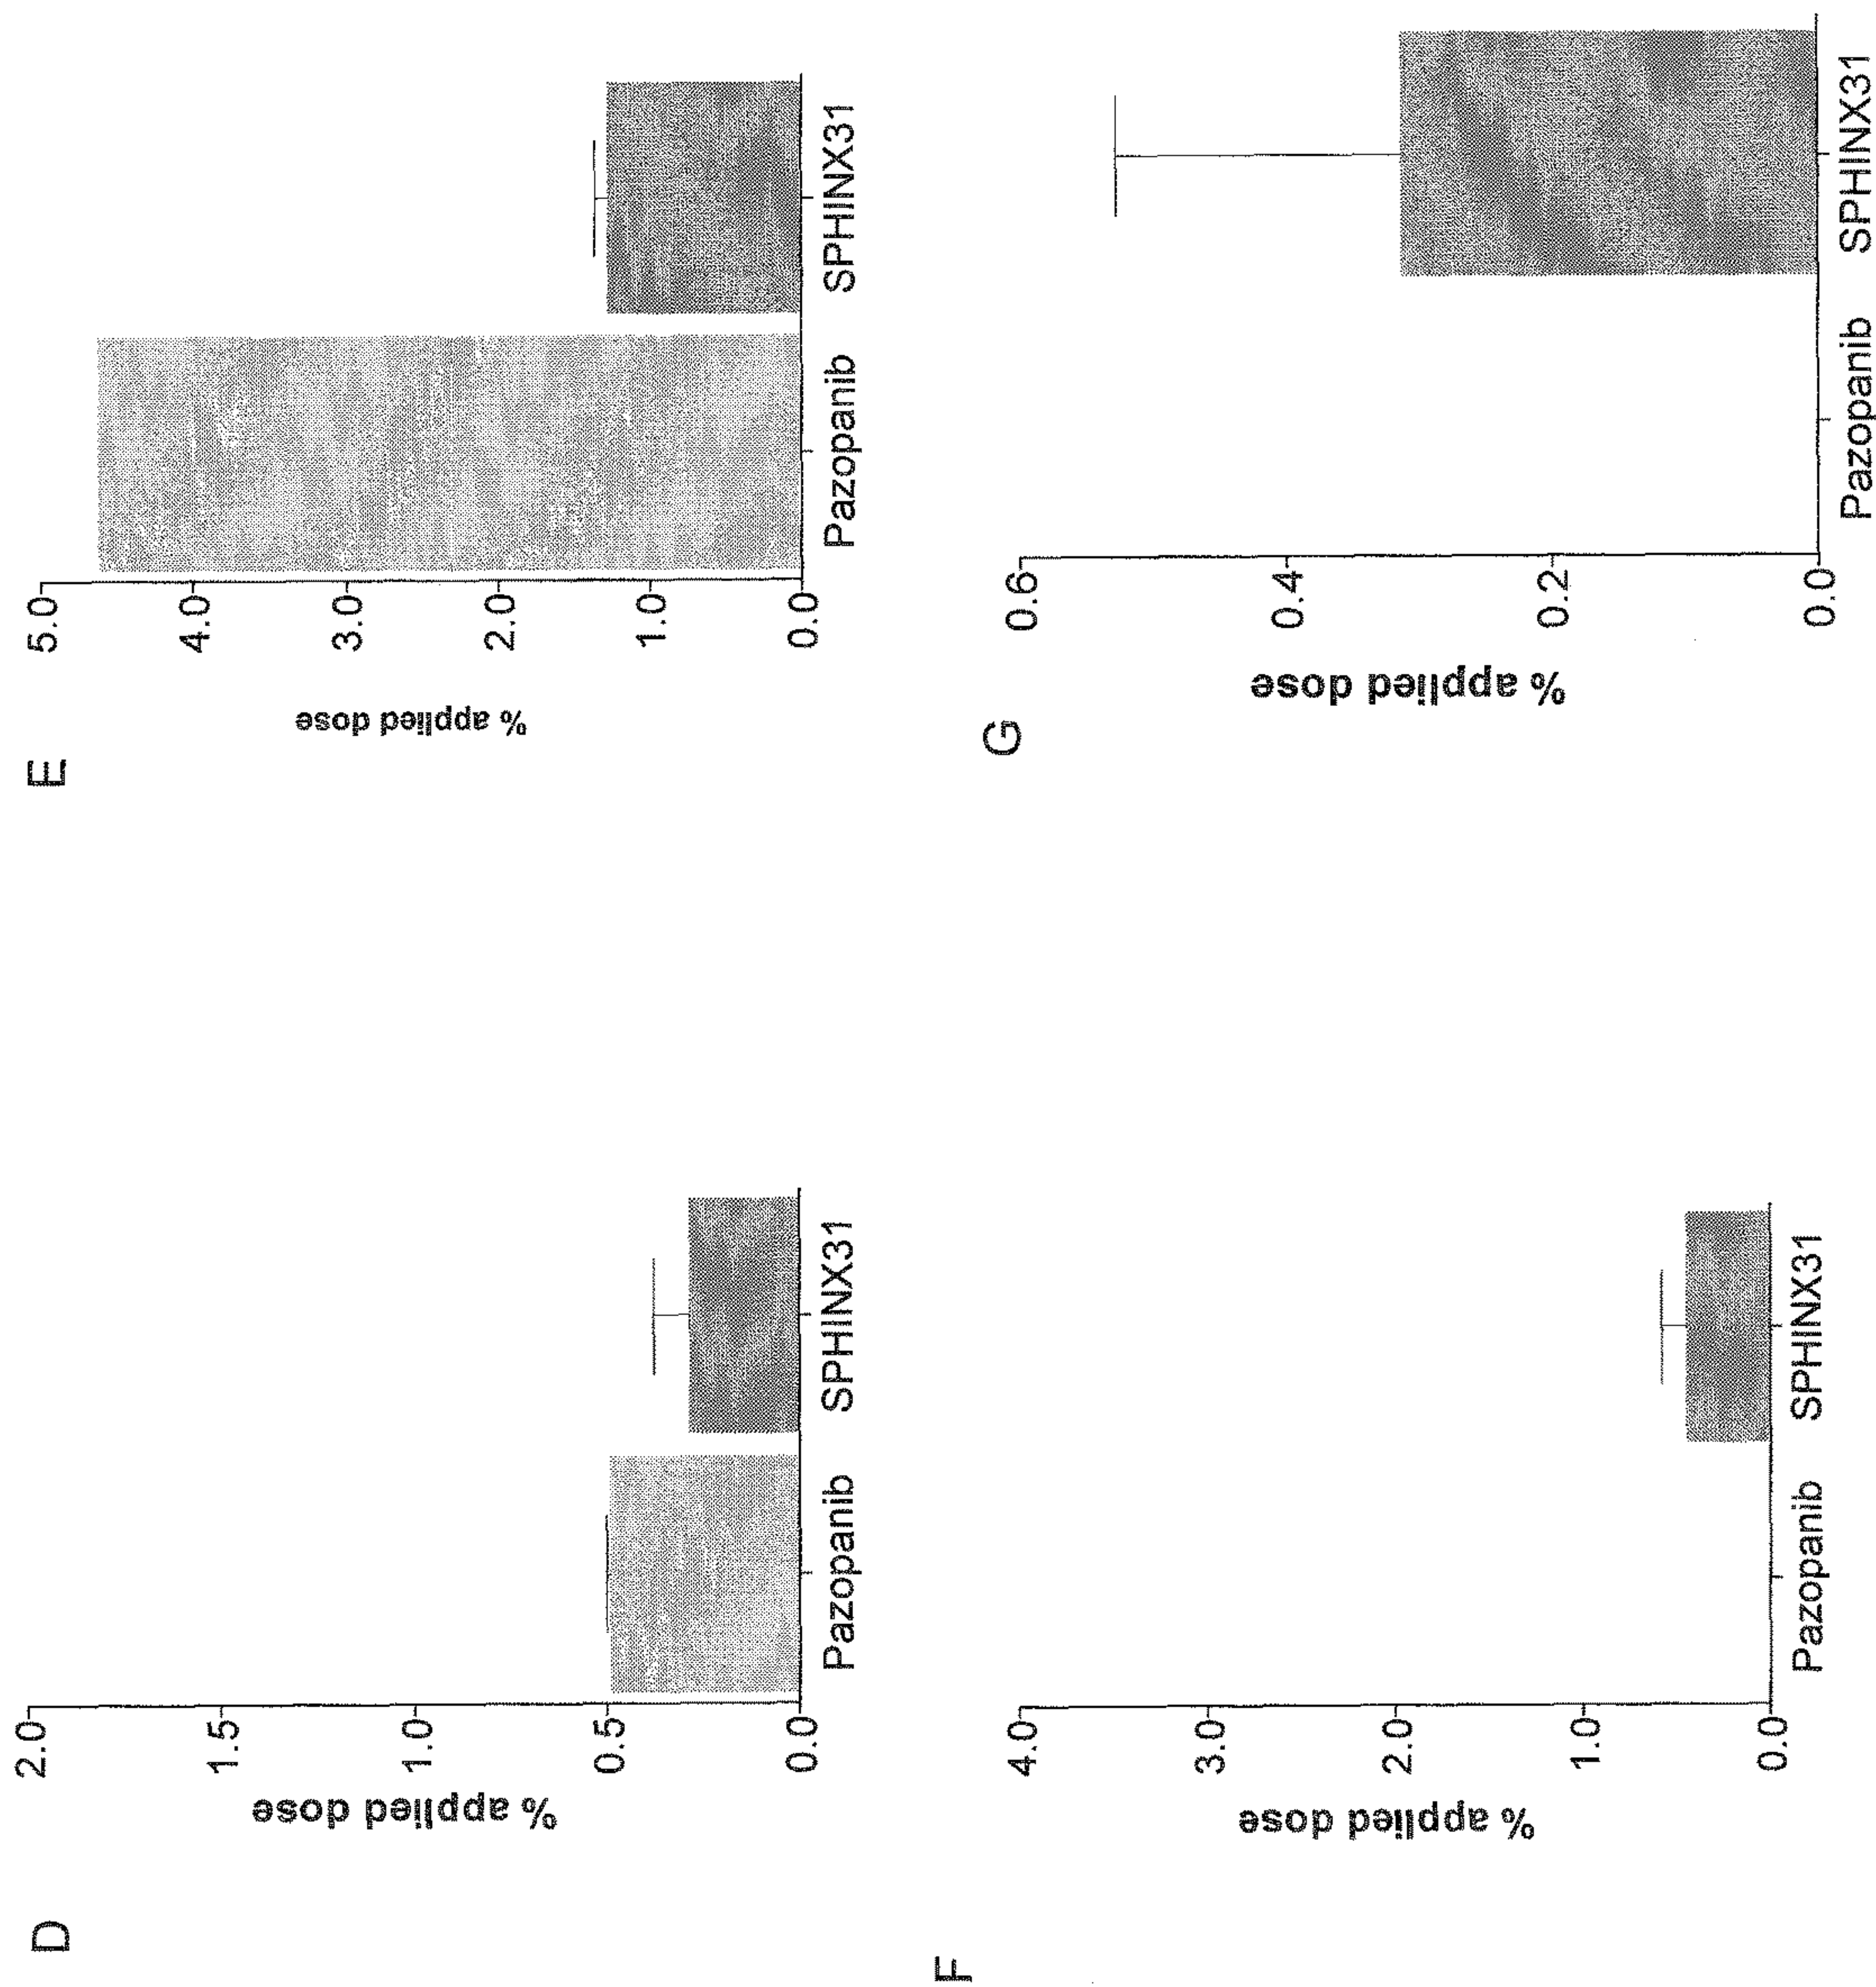 D
% applied dose
2.0
1.5
1.0
0.5
0.0
Pazopanib SPHINX31
E
% applied dose
5.0
4.0
3.0
2.0
1.0
0.0
Pazopanib SPHINX31
F
% applied dose
4.0
3.0
2.0
1.0
0.0
Pazopanib SPHINX31
G
% applied dose
0.6
0.4
0.2
0.0
Pazopanib SPHINX31